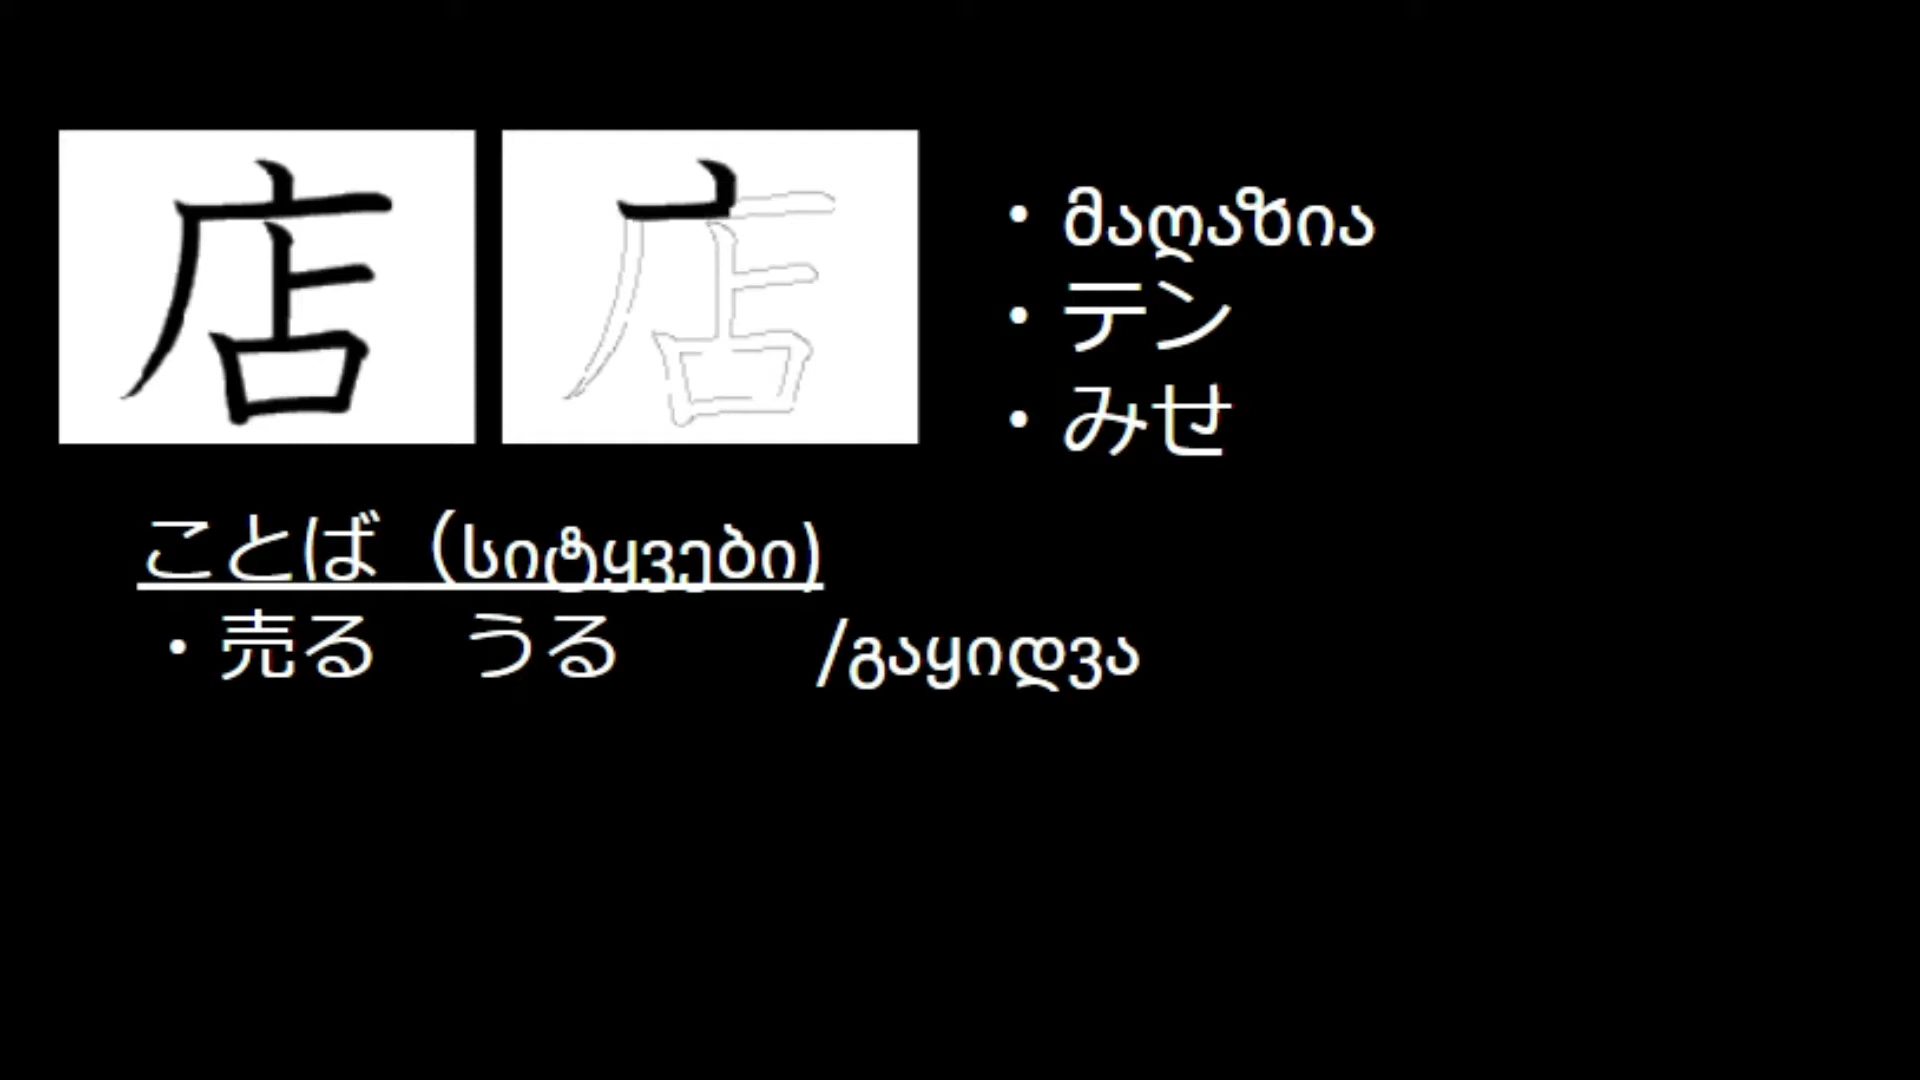 店 店
・მაღაზია
・テン
・みせ
ことば（სიტყვები)
・売る　うる　/გაყიდვა